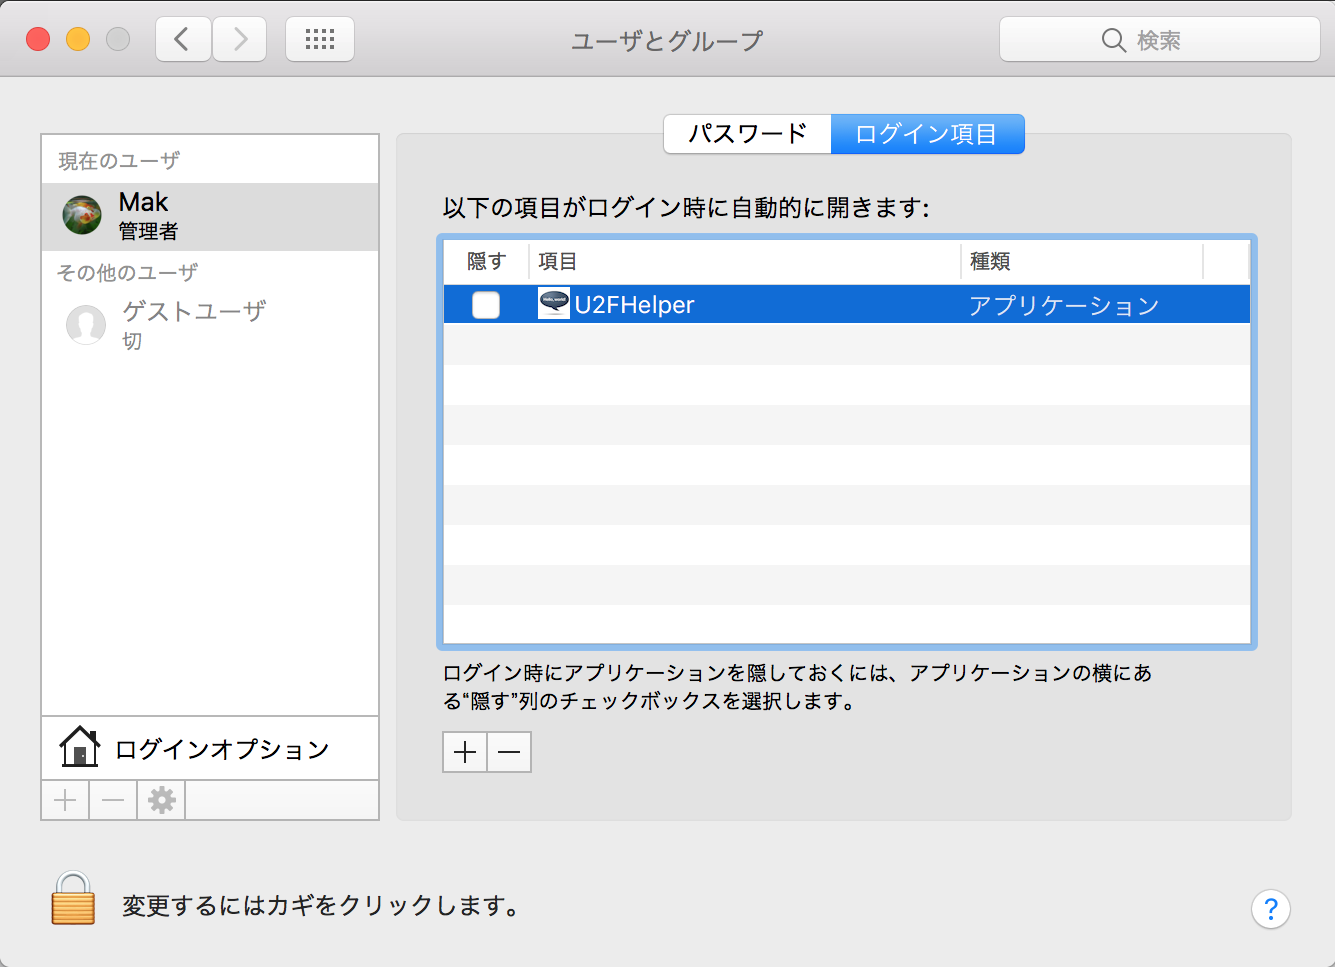 ユーザとグループ
検索
現在のユーザ
Mak
管理者
その他のユーザ
ゲストユーザ
切
ログインオプション
パスワード
ログイン項目
以下の項目がログイン時に自動的に開きます:
隠す
項目
種類
U2FHelper
アプリケーション
ログイン時にアプリケーションを隠しておくには、アプリケーションの横にあ
る“隠す”列のチェックボックスを選択します。
変更するにはカギをクリックします。
?